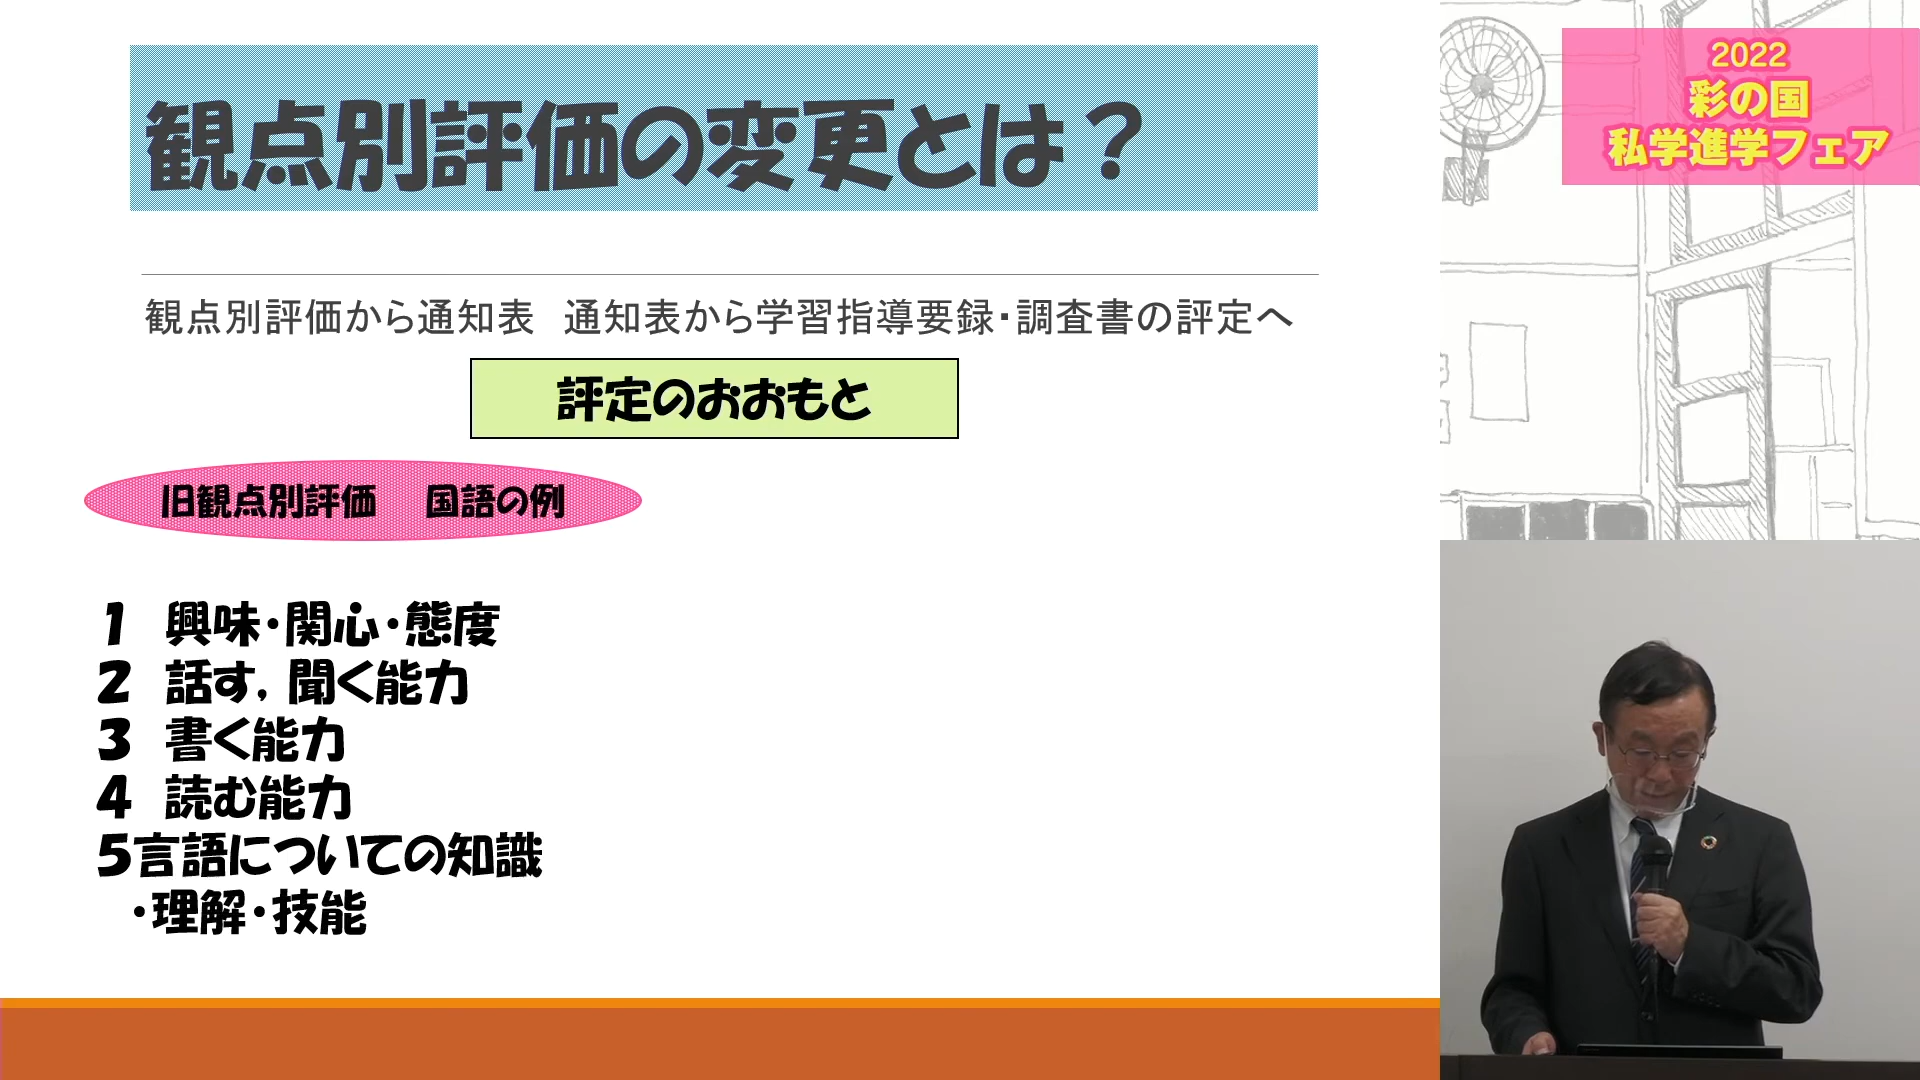 観点別評価の変更とは？
観点別評価から通知表　通知表から学習指導要録・調査書の評定へ
評定のおおもと
旧観点別評価　国語の例
１　興味・関心・態度
２　話す，聞く能力
３　書く能力
４　読む能力
５言語についての知識
・理解・技能
2022
彩の国
私学進学フェア